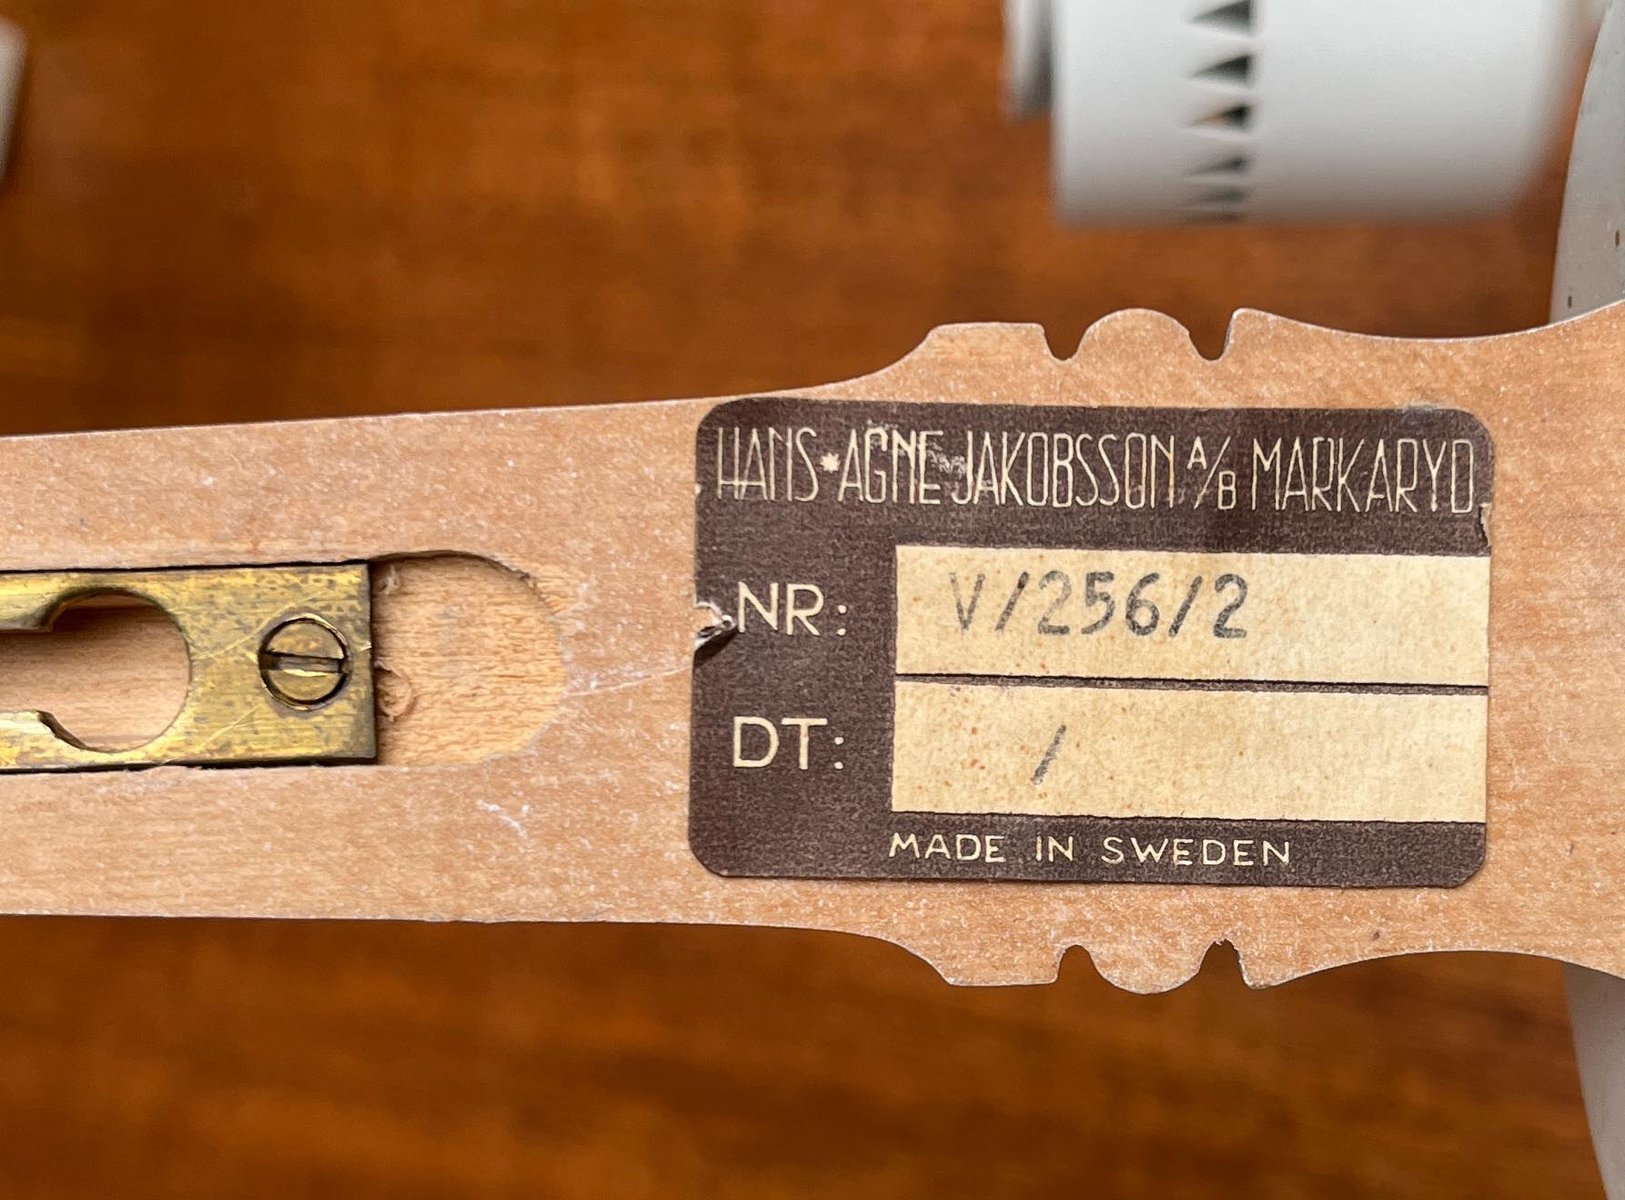 HANS*AGNE JAKOBSSON A/B MARKARYD
NR: V/256/2
DT: /
MADE IN SWEDEN